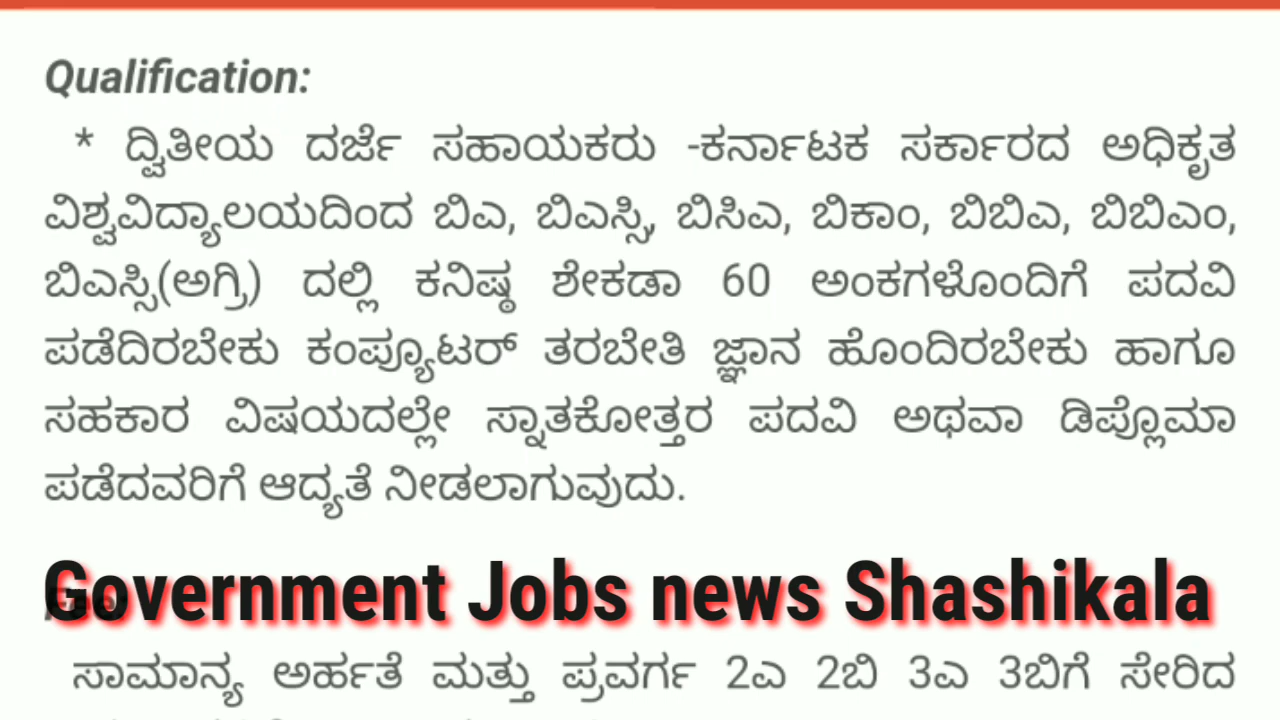 Qualification:
* ದ್ವಿತೀಯ ದರ್ಜೆ ಸಹಾಯಕರು -ಕರ್ನಾಟಕ ಸರ್ಕಾರದ ಅಧಿಕೃತ
ವಿಶ್ವವಿದ್ಯಾಲಯದಿಂದ ಬಿಎ, ಬಿಎಸ್ಸಿ, ಬಿಸಿಎ, ಬಿಕಾಂ, ಬಿಬಿಎ, ಬಿಬಿಎಂ,
ಬಿಎಸ್ಸಿ(ಅಗ್ರಿ) ದಲ್ಲಿ ಕನಿಷ್ಠ ಶೇಕಡಾ 60 ಅಂಕಗಳೊಂದಿಗೆ ಪದವಿ
ಪಡೆದಿರಬೇಕು ಕಂಪ್ಯೂಟರ್ ತರಬೇತಿ ಜ್ಞಾನ ಹೊಂದಿರಬೇಕು ಹಾಗೂ
ಸಹಕಾರ ವಿಷಯದಲ್ಲೇ ಸ್ನಾತಕೋತ್ತರ ಪದವಿ ಅಥವಾ ಡಿಪ್ಲೊಮಾ
ಪಡೆದವರಿಗೆ ಆದ್ಯತೆ ನೀಡಲಾಗುವುದು.
Government Jobs news Shashikala
ಸಾಮಾನ್ಯ ಅರ್ಹತೆ ಮತ್ತು ಪ್ರವರ್ಗ 2ಎ 2ಬಿ 3ಎ 3ಬಿಗೆ ಸೇರಿದ